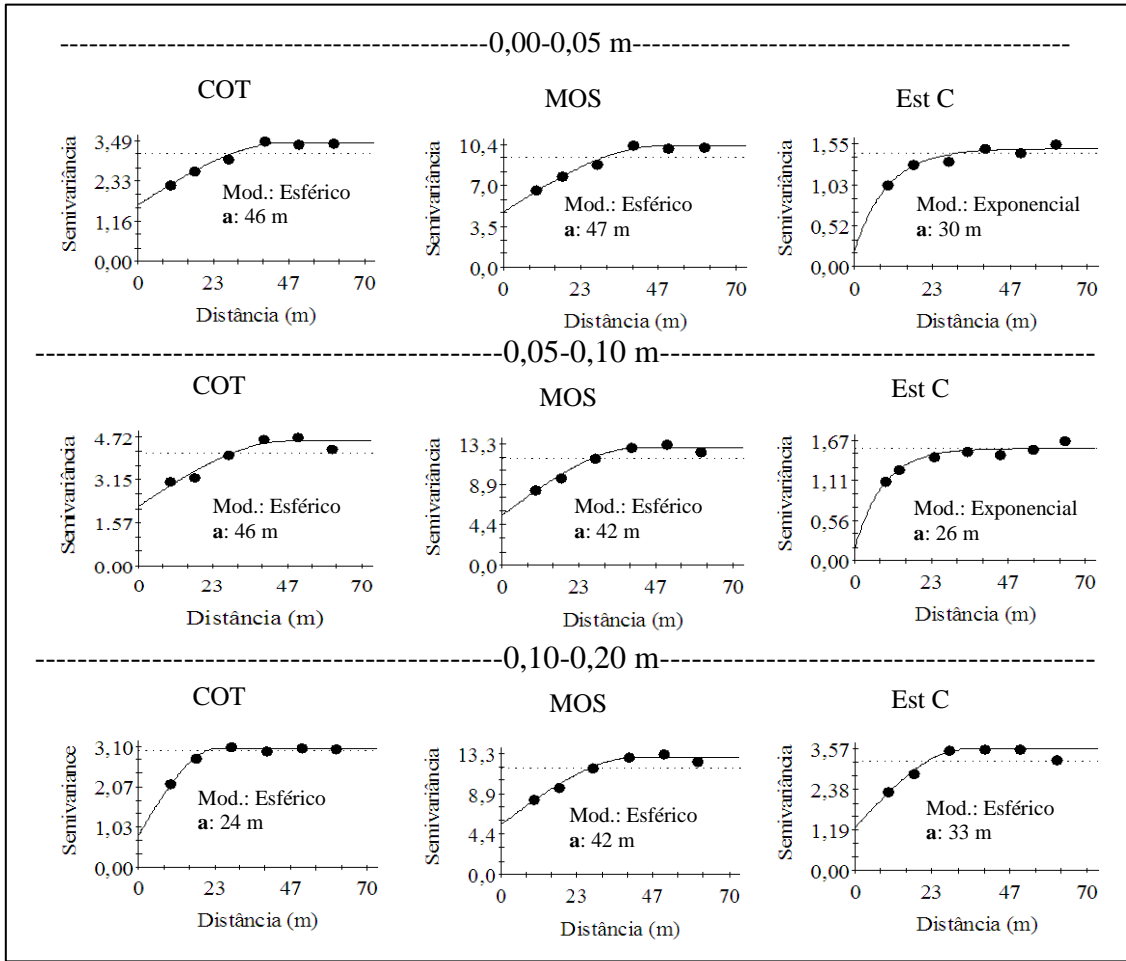 0,00-0,05 m
COT
MOS
Est C
Semivariância
3,49
2,33
1,16
0,00
Mod.: Esférico
a: 46 m
0 23 47 70
Distância (m)
Semivariância
10,4
7,0
3,5
0,0
Mod.: Esférico
a: 47 m
0 23 47 70
Distância (m)
Semivariância
1,55
1,03
0,52
0,00
Mod.: Exponencial
a: 30 m
0 23 47 70
Distância (m)
0,05-0,10 m
COT
MOS
Est C
Semivariância
4.72
3.15
1.57
0.00
Mod.: Esférico
a: 46 m
0 23 47 70
Distância (m)
Semivariância
13,3
8,9
4,4
0,0
Mod.: Esférico
a: 42 m
0 23 47 70
Distância (m)
Semivariância
1,67
1,11
0,56
0,00
Mod.: Exponencial
a: 26 m
0 23 47 70
Distância (m)
0,10-0,20 m
COT
MOS
Est C
Semivariance
3,10
2,07
1,03
0,00
Mod.: Esférico
a: 24 m
0 23 47 70
Distância (m)
Semivariância
13,3
8,9
4,4
0,0
Mod.: Esférico
a: 42 m
0 23 47 70
Distância (m)
Semivariância
3,57
2,38
1,19
0,00
Mod.: Esférico
a: 33 m
0 23 47 70
Distância (m)